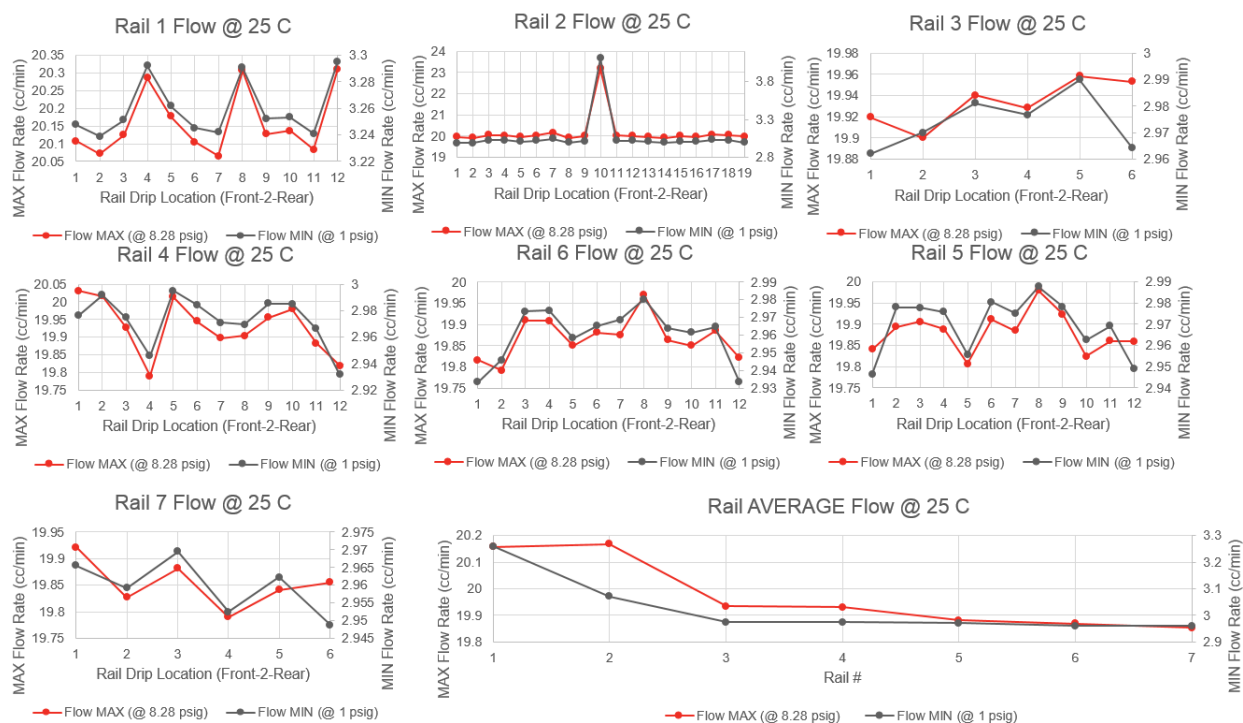 Rail 1 Flow @ 25 C
MAX Flow Rate (cc/min)
20.35
20.3
20.25
20.2
20.15
20.1
20.05
3.3
3.28
3.26
3.24
3.22
MIN Flow Rate (cc/min)
1 2 3 4 5 6 7 8 9 10 11 12
Rail Drip Location (Front-2-Rear)
Flow MAX (@ 8.28 psig) Flow MIN (@ 1 psig)
Rail 2 Flow @ 25 C
MAX Flow Rate (cc/min)
24
23
22
21
20
19
3.8
3.3
2.8
MIN Flow Rate (cc/min)
1 2 3 4 5 6 7 8 9 10 11 12 13 14 15 16 17 18 19
Rail Drip Location (Front-2-Rear)
Flow MAX (@ 8.28 psig) Flow MIN (@ 1 psig)
Rail 3 Flow @ 25 C
MAX Flow Rate (cc/min)
19.98
19.96
19.94
19.92
19.9
19.88
3
2.99
2.98
2.97
2.96
MIN Flow Rate (cc/min)
1 2 3 4 5 6
Rail Drip Location (Front-2-Rear)
Flow MAX (@ 8.28 psig) Flow MIN (@ 1 psig)
Rail 4 Flow @ 25 C
MAX Flow Rate (cc/min)
20.05
20
19.95
19.9
19.85
19.8
19.75
3
2.98
2.96
2.94
2.92
MIN Flow Rate (cc/min)
1 2 3 4 5 6 7 8 9 10 11 12
Rail Drip Location (Front-2-Rear)
Flow MAX (@ 8.28 psig) Flow MIN (@ 1 psig)
Rail 6 Flow @ 25 C
MAX Flow Rate (cc/min)
20
19.95
19.9
19.85
19.8
19.75
2.99
2.98
2.97
2.96
2.95
2.94
2.93
MIN Flow Rate (cc/min)
1 2 3 4 5 6 7 8 9 10 11 12
Rail Drip Location (Front-2-Rear)
Flow MAX (@ 8.28 psig) Flow MIN (@ 1 psig)
Rail 5 Flow @ 25 C
MAX Flow Rate (cc/min)
20
19.95
19.9
19.85
19.8
19.75
2.99
2.98
2.97
2.96
2.95
2.94
MIN Flow Rate (cc/min)
1 2 3 4 5 6 7 8 9 10 11 12
Rail Drip Location (Front-2-Rear)
Flow MAX (@ 8.28 psig) Flow MIN (@ 1 psig)
Rail 7 Flow @ 25 C
MAX Flow Rate (cc/min)
19.95
19.9
19.85
19.8
19.75
2.975
2.97
2.965
2.96
2.955
2.95
2.945
MIN Flow Rate (cc/min)
1 2 3 4 5 6
Rail Drip Location (Front-2-Rear)
Flow MAX (@ 8.28 psig) Flow MIN (@ 1 psig)
Rail AVERAGE Flow @ 25 C
MAX Flow Rate (cc/min)
20.2
20.1
20
19.9
19.8
3.3
3.2
3.1
3
2.9
MIN Flow Rate (cc/min)
1 2 3 4 5 6 7
Rail #
Flow MAX (@ 8.28 psig) Flow MIN (@ 1 psig)